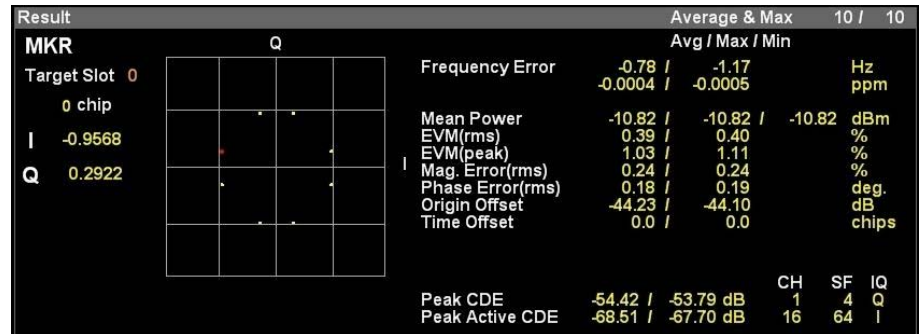 Result Average & Max 10 / 10
MKR Q Avg / Max / Min
Target Slot 0
0 chip
I -0.9568
Q 0.2922
I
Frequency Error -0.78 / -1.17 Hz
-0.0004 / -0.0005 ppm
Mean Power -10.82 / -10.82 / -10.82 dBm
EVM(rms) 0.39 / 0.40 %
EVM(peak) 1.03 / 1.11 %
Mag. Error(rms) 0.24 / 0.24 %
Phase Error(rms) 0.18 / 0.19 deg.
Origin Offset -44.23 / -44.10 dB
Time Offset 0.0 / 0.0 chips
CH SF IQ
Peak CDE -54.42 / -53.79 dB 1 4 Q
Peak Active CDE -68.51 / -67.70 dB 16 64 I